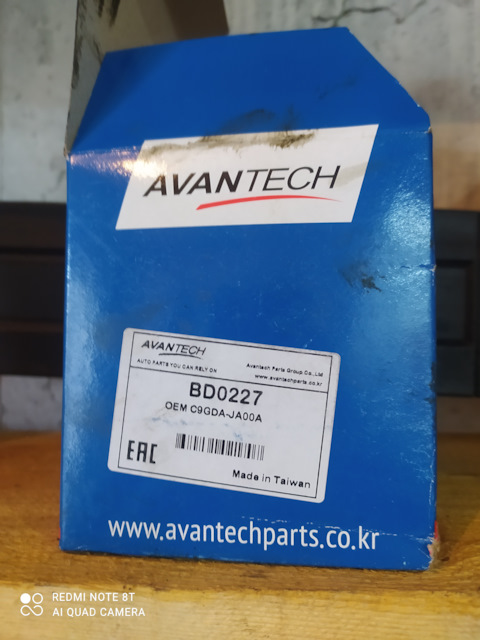 AVANTECH
AVANTECH
AUTO PARTS YOU CAN RELY ON
Avantech Parts Group Co.,Ltd
www.avantechparts.co.kr
BD0227
OEM C9GDA-JA00A
EAC
Made in Taiwan
www.avantechparts.co.kr
REDMI NOTE 8T
AI QUAD CAMERA